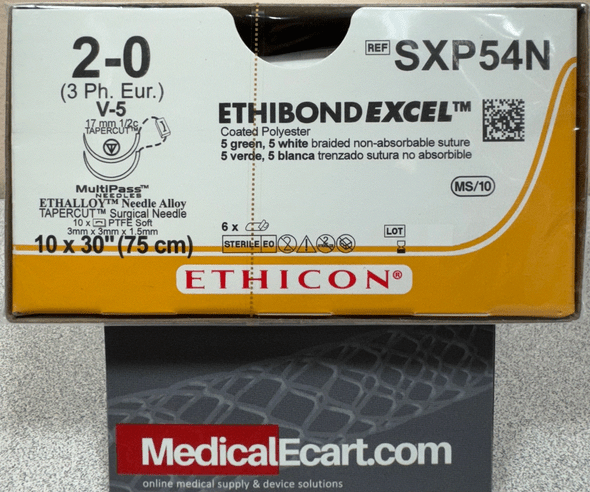 2-0
(3 Ph. Eur.)
V-5
17 mm 1/2c
TAPERCUT™
MultiPass™
NEEDLES
ETHALLOY™ Needle Alloy
TAPERCUT™ Surgical Needle
10 x PTFE Soft
3mm x 3mm x 1.5mm
10 x 30" (75 cm)
REF SXP54N
ETHIBOND EXCEL™
Coated Polyester
5 green, 5 white braided non-absorbable suture
5 verde, 5 blanca trenzado sutura no absorbible
MS/10
6 x
STERILE EO
LOT
ETHICON®
MedicalEcart.com
online medical supply & device solutions